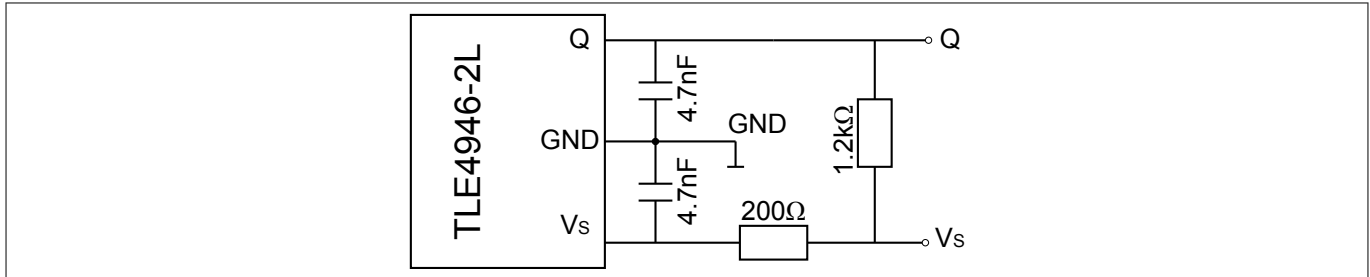 TLE4946-2L
Q
Q
4.7nF
GND
GND
1.2kΩ
4.7nF
200Ω
Vs
Vs